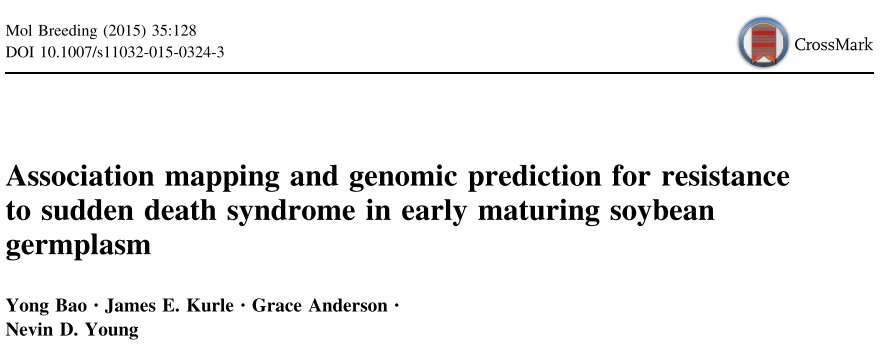 Mol Breeding (2015) 35:128
DOI 10.1007/s11032-015-0324-3
CrossMark
Association mapping and genomic prediction for resistance
to sudden death syndrome in early maturing soybean
germplasm
Yong Bao · James E. Kurle · Grace Anderson ·
Nevin D. Young